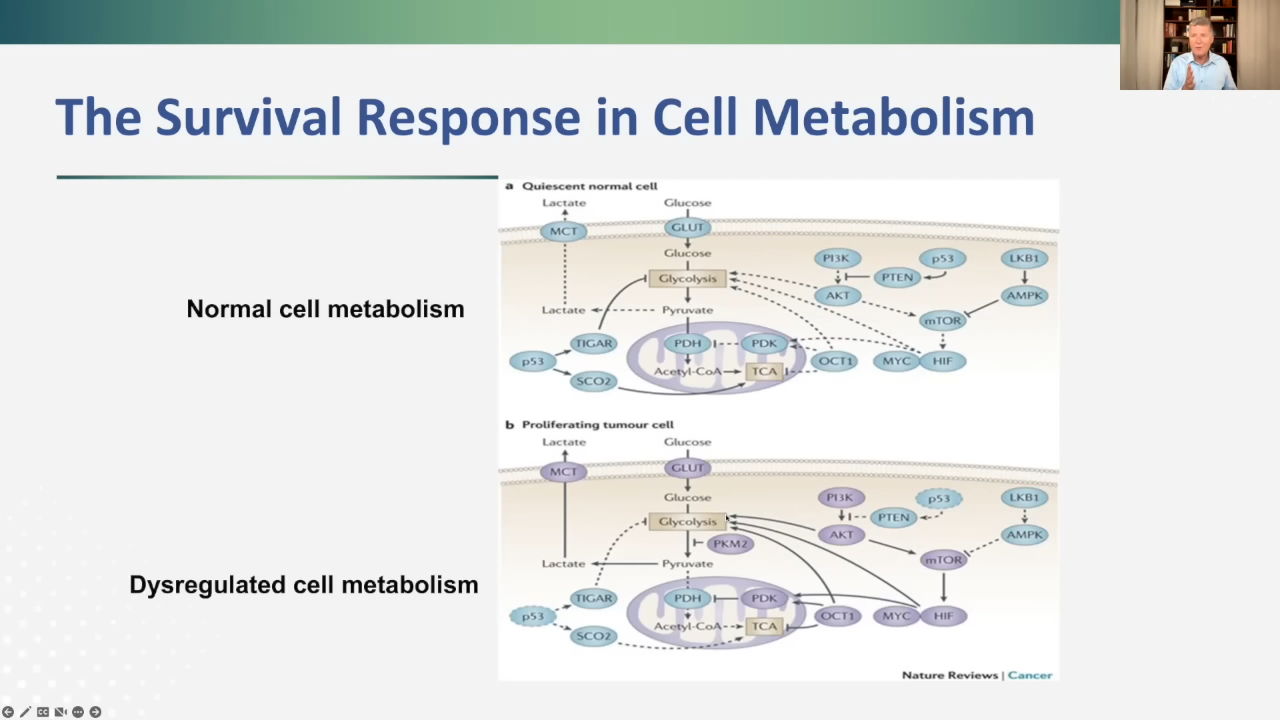 The Survival Response in Cell Metabolism
a Quiescent normal cell
Lactate Glucose
MCT GLUT
Glucose
PI3K p53 LKB1
Glycolysis PTEN
AKT AMPK
Lactate Pyruvate mTOR
Normal cell metabolism
TIGAR PDH PDK
p53 OCT1 MYC HIF
SCO2 Acetyl-CoA TCA
b Proliferating tumour cell
Lactate Glucose
MCT GLUT
Glucose PI3K p53 LKB1
Glycolysis PTEN
AKT AMPK
PKM2
Lactate Pyruvate mTOR
Dysregulated cell metabolism
TIGAR PDH PDK
p53 OCT1 MYC HIF
SCO2 Acetyl-CoA TCA
Nature Reviews | Cancer
CC